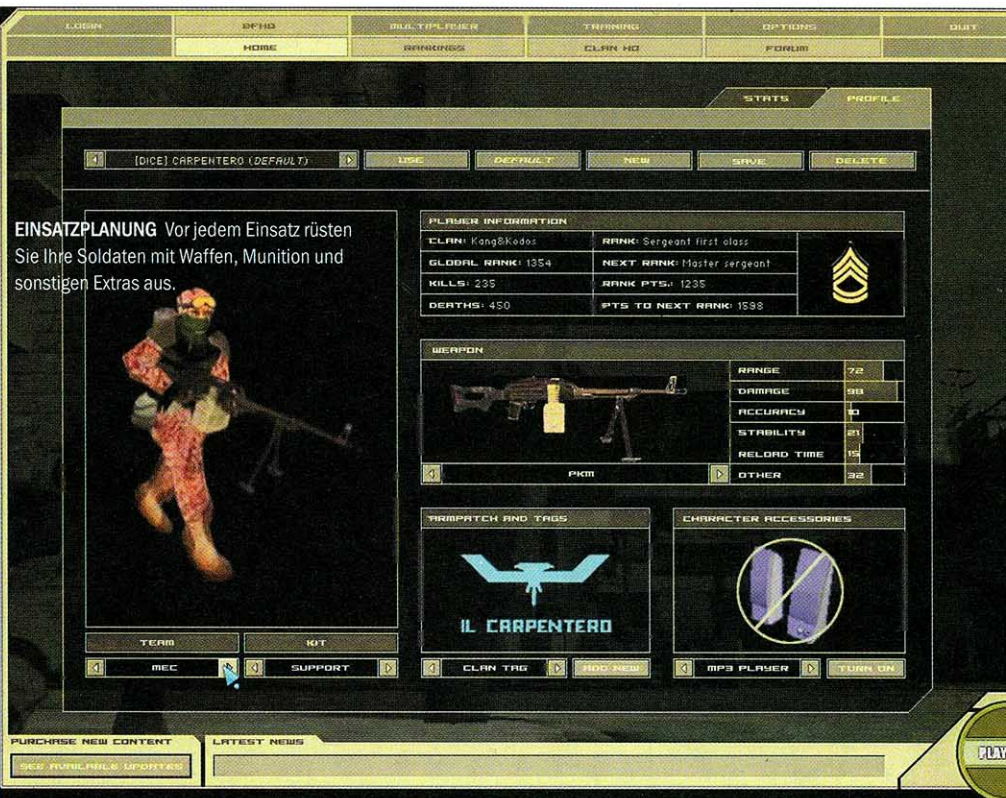 LOGIN
BFHQ
MULTIPLAYER
TRAINING
OPTIONS
QUIT
HOME
RANKINGS
CLAN HQ
FORUM
STATS
PROFILE
[DICE] CARPENTERO (DEFAULT)
USE
DEFAULT
NEW
SAVE
DELETE
EINSATZPLANUNG Vor jedem Einsatz rüsten
Sie Ihre Soldaten mit Waffen, Munition und
sonstigen Extras aus.
PLAYER INFORMATION
CLAN: Kang&Kodos
RANK: Sergeant first class
GLOBAL RANK: 1354
NEXT RANK: Master sergeant
KILLS: 235
RANK PTS.: 1235
DEATHS: 450
PTS TO NEXT RANK: 1598
WEAPON
RANGE 72
DAMAGE 98
ACCURACY 10
STABILITY 21
RELOAD TIME 15
OTHER 32
PKM
ARMPATCH AND TAGS
IL CARPENTERO
CLAN TAG
ADD NEW
CHARACTER ACCESSORIES
MP3 PLAYER
TURN ON
TEAM
KIT
MEC
SUPPORT
PURCHASE NEW CONTENT
SEE AVAILABLE UPDATES
LATEST NEWS
PLAY